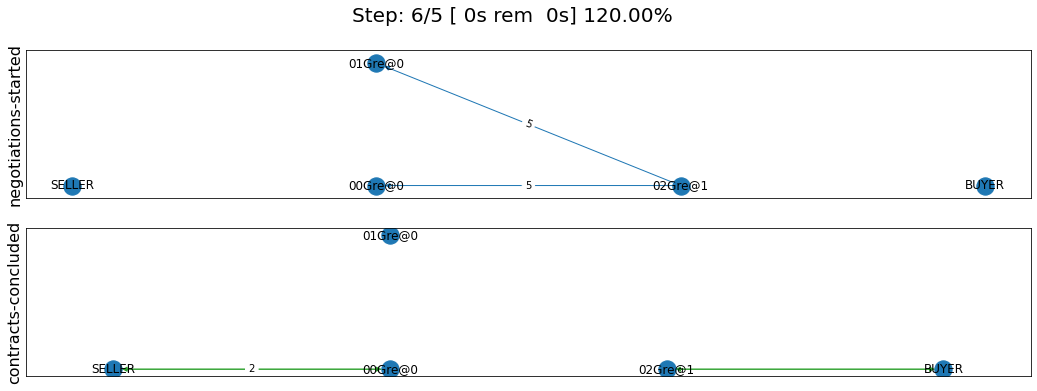 Step: 6/5 [ 0s rem  0s] 120.00%
negotiations-started
01Gre@0
5
SELLER
00Gre@0
5
02Gre@1
BUYER
contracts-concluded
01Gre@0
SELLER
2
00Gre@0
02Gre@1
BUYER